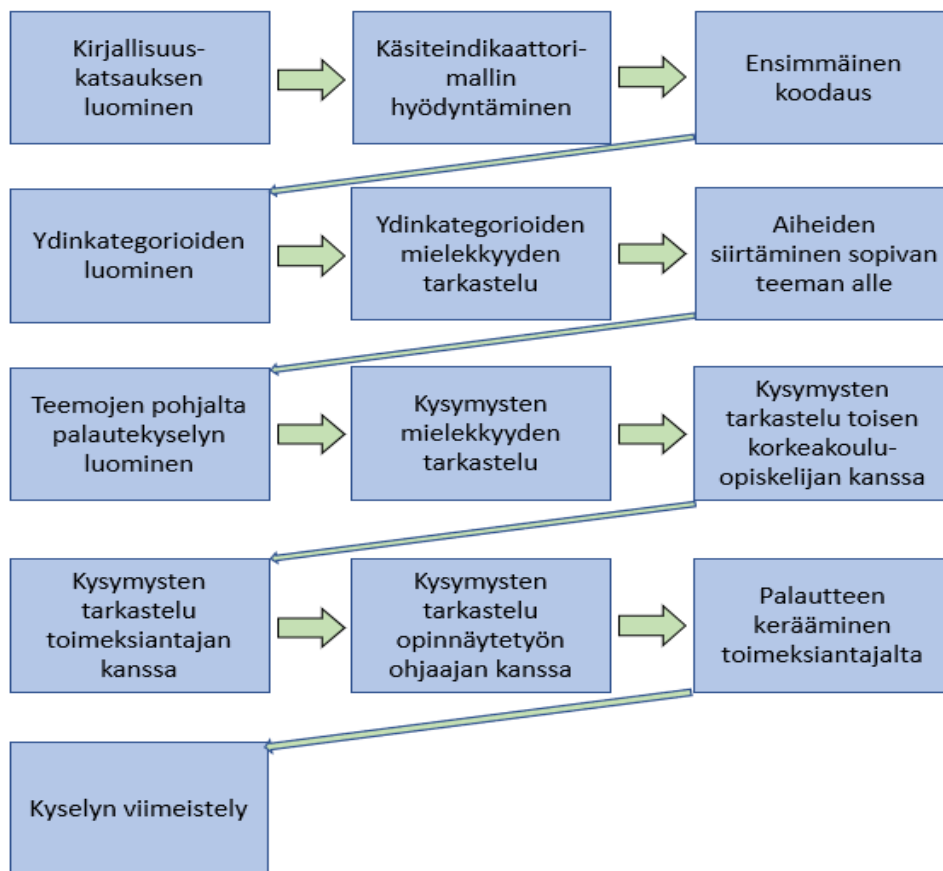 Kirjallisuus-
katsauksen
luominen
Käsiteindikaattori-
mallin
hyödyntäminen
Ensimmäinen
koodaus
Ydinkategorioiden
luominen
Ydinkategorioiden
mielekkyyden
tarkastelu
Aiheiden
siirtäminen sopivan
teeman alle
Teemojen pohjalta
palautekyselyn
luominen
Kysymysten
mielekkyyden
tarkastelu
Kysymysten
tarkastelu toisen
korkeakoulu-
opiskelijan kanssa
Kysymysten
tarkastelu
toimeksiantajan
kanssa
Kysymysten
tarkastelu
opinnäytetyön
ohjaajan kanssa
Palautteen
kerääminen
toimeksiantajalta
Kyselyn viimeistely